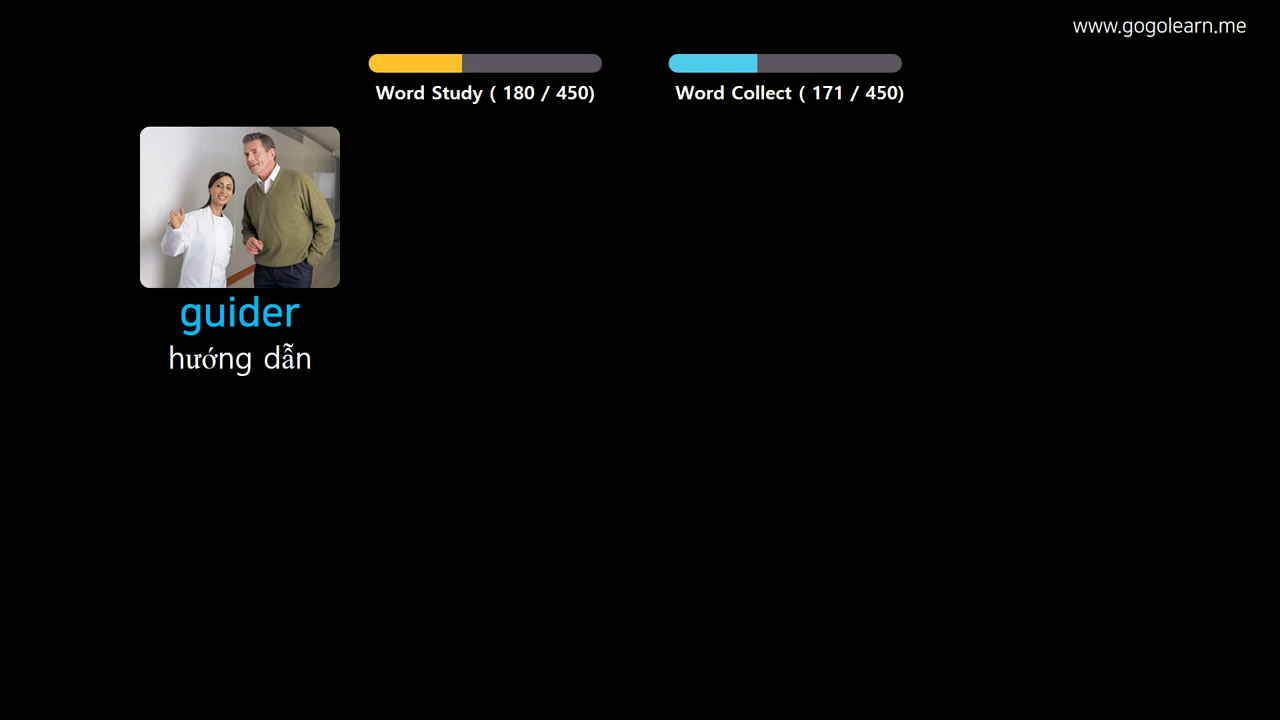 www.gogolearn.me
Word Study ( 180 / 450)
Word Collect ( 171 / 450)
guider
hướng dẫn